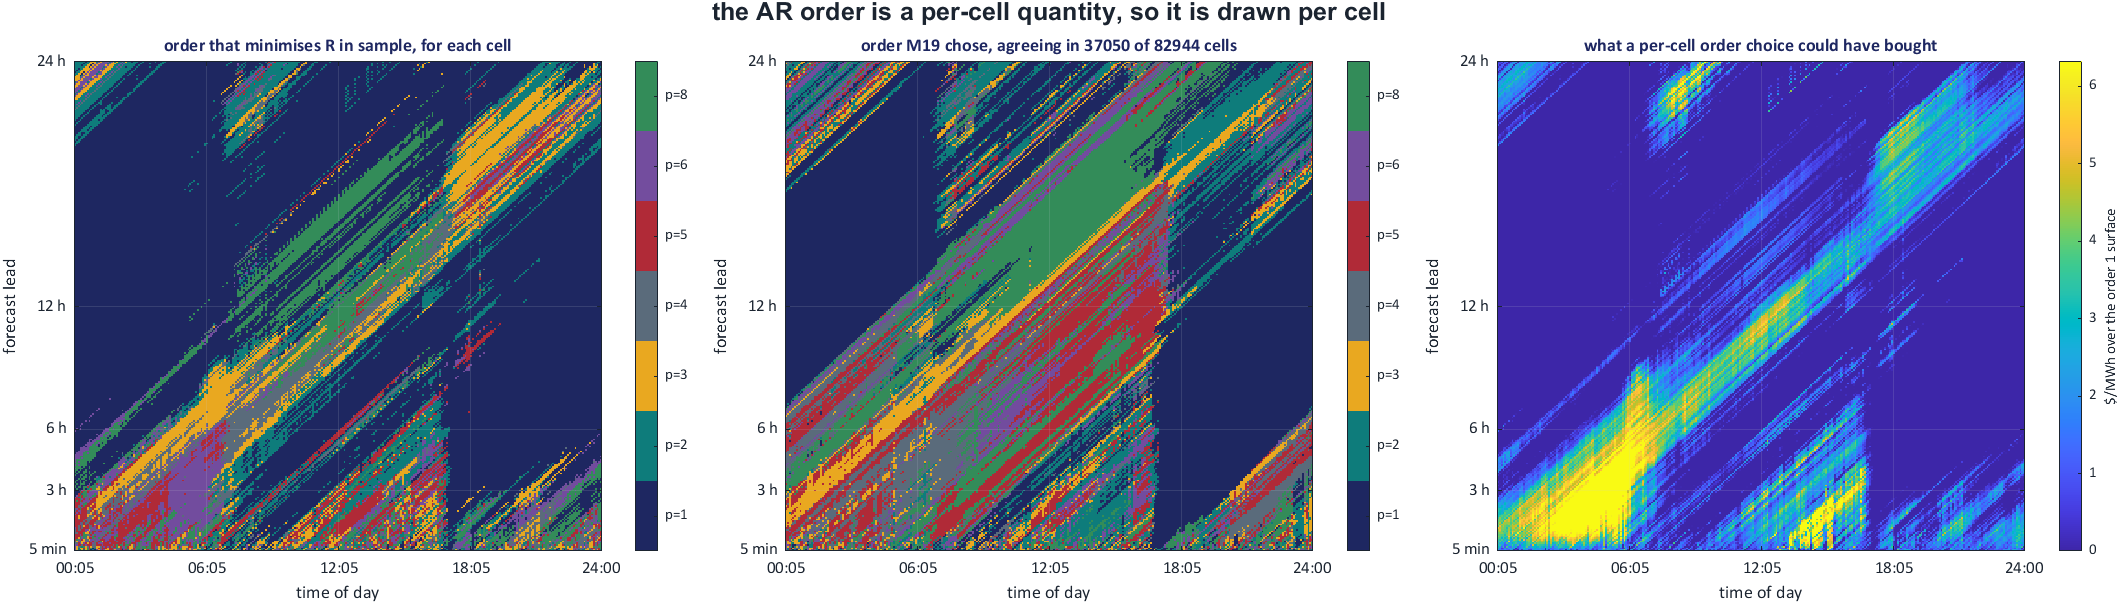 the AR order is a per-cell quantity, so it is drawn per cell
order that minimises R in sample, for each cell
24 h
12 h
6 h
3 h
5 min
forecast lead
00:05
06:05
12:05
18:05
24:00
time of day
p=8
p=6
p=5
p=4
p=3
p=2
p=1
order M19 chose, agreeing in 37050 of 82944 cells
24 h
12 h
6 h
3 h
5 min
forecast lead
00:05
06:05
12:05
18:05
24:00
time of day
p=8
p=6
p=5
p=4
p=3
p=2
p=1
what a per-cell order choice could have bought
24 h
12 h
6 h
3 h
5 min
forecast lead
00:05
06:05
12:05
18:05
24:00
time of day
6
5
4
3
2
1
0
$/MWh over the order 1 surface